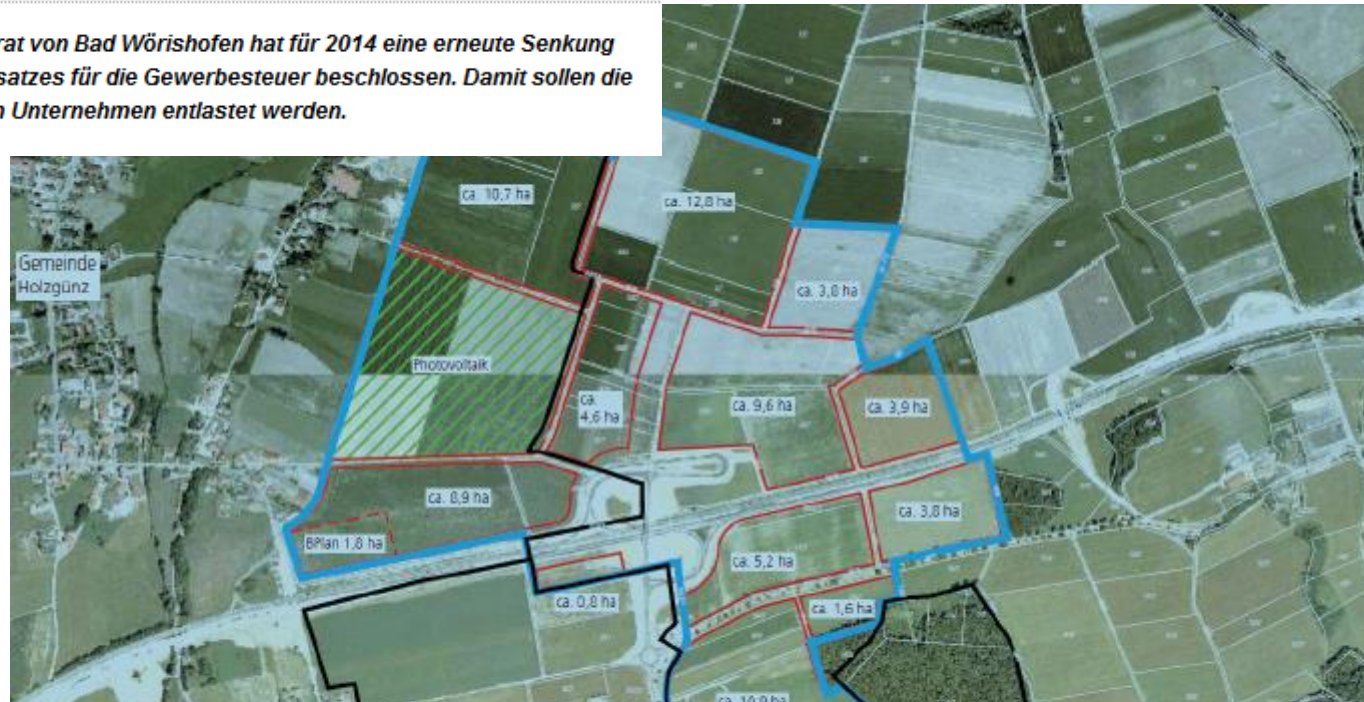 rat von Bad Wörishofen hat für 2014 eine erneute Senkung
satzes für die Gewerbesteuer beschlossen. Damit sollen die
n Unternehmen entlastet werden.
ca. 10,7 ha
ca. 12,8 ha
Gemeinde
Holzgünz
ca. 3,8 ha
Photovoltaik
ca.
4,6 ha
ca. 9,6 ha
ca. 3,9 ha
ca. 8,9 ha
ca. 3,8 ha
BPlan 1,8 ha
ca. 5,2 ha
ca. 0,8 ha
ca. 1,6 ha